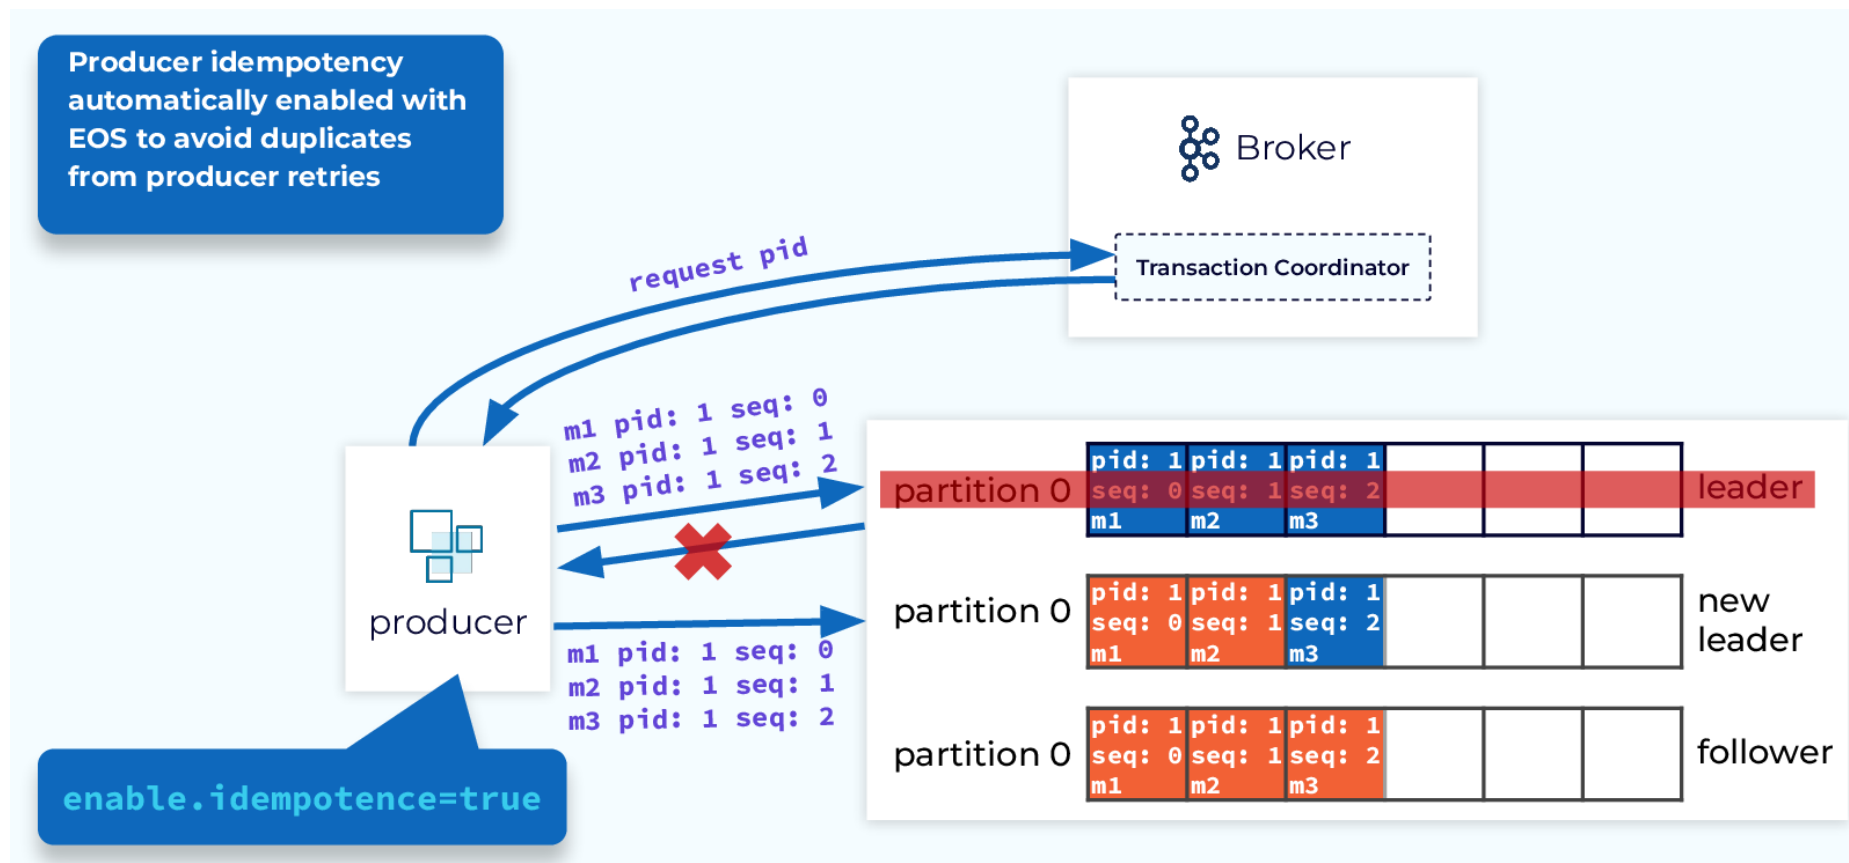 Producer idempotency
automatically enabled with
EOS to avoid duplicates
from producer retries
Broker
Transaction Coordinator
request pid
m1 pid: 1 seq: 0
m2 pid: 1 seq: 1
m3 pid: 1 seq: 2
producer
m1 pid: 1 seq: 0
m2 pid: 1 seq: 1
m3 pid: 1 seq: 2
enable.idempotence=true
partition 0
pid: 1 pid: 1 pid: 1
seq: 0 seq: 1 seq: 2
m1 m2 m3
leader
partition 0
pid: 1 pid: 1 pid: 1
seq: 0 seq: 1 seq: 2
m1 m2 m3
new
leader
partition 0
pid: 1 pid: 1 pid: 1
seq: 0 seq: 1 seq: 2
m1 m2 m3
follower